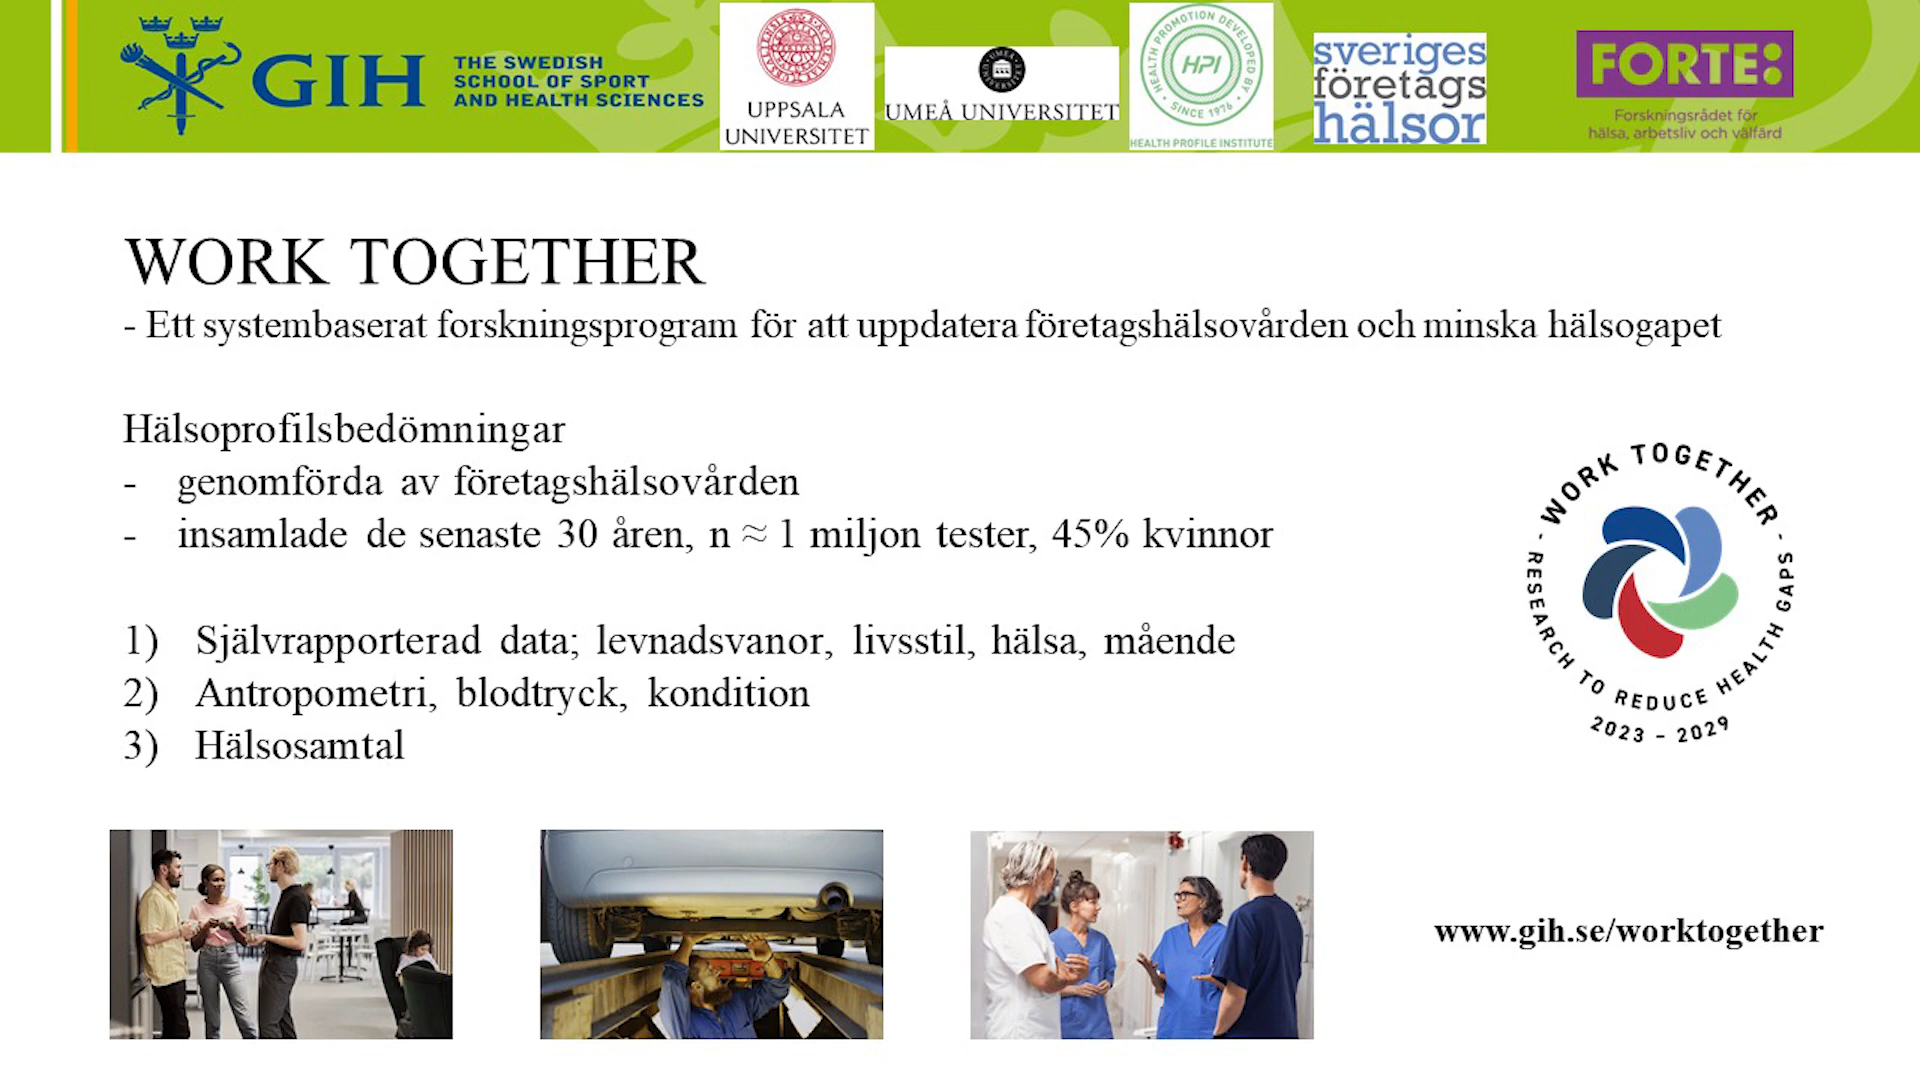 GIH
THE SWEDISH
SCHOOL OF SPORT
AND HEALTH SCIENCES
UPPSALA
UNIVERSITET
UMEÅ UNIVERSITET
HEALTH PROMOTION DEVELOPED BY
HPI
SINCE 1976
HEALTH PROFILE INSTITUTE
sveriges
företags
hälsor
FORTE:
Forskningsrådet för
hälsa, arbetsliv och välfärd
WORK TOGETHER
- Ett systembaserat forskningsprogram för att uppdatera företagshälsovården och minska hälsogapet
Hälsoprofilsbedömningar
- genomförda av företagshälsovården
- insamlade de senaste 30 åren, n ≈ 1 miljon tester, 45% kvinnor
1) Självrapporterad data; levnadsvanor, livsstil, hälsa, mående
2) Antropometri, blodtryck, kondition
3) Hälsosamtal
- WORK TOGETHER -
RESEARCH TO REDUCE HEALTH GAPS
2023 - 2029
www.gih.se/worktogether